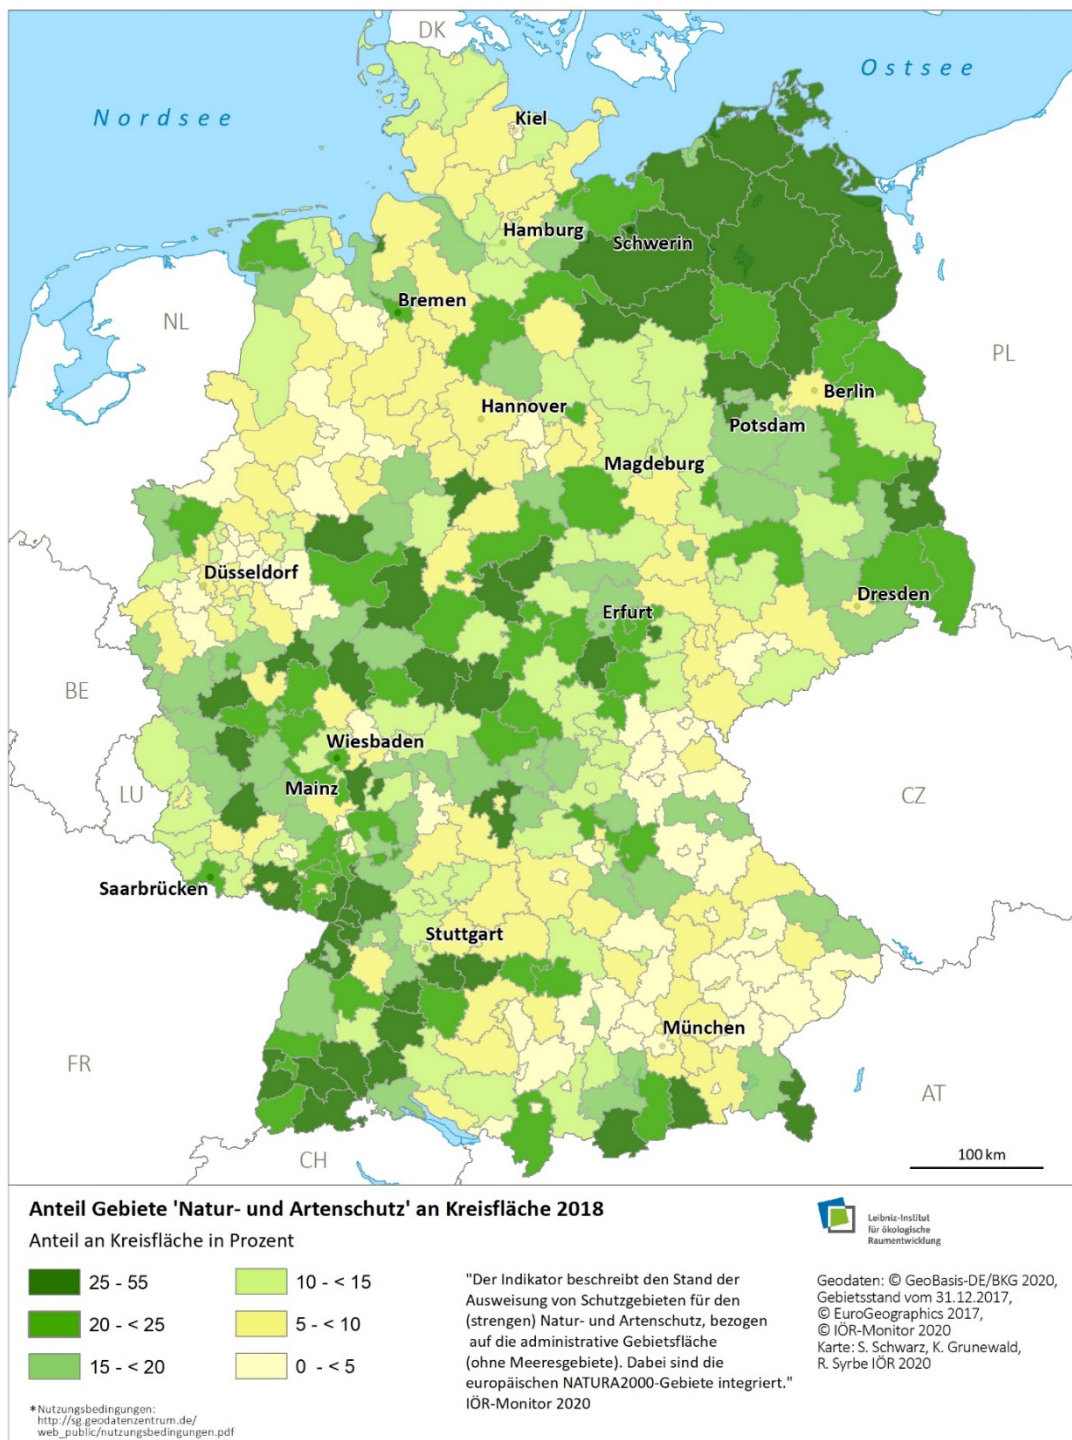 DK
Ostsee
Nordsee
Kiel
Hamburg
Schwerin
Bremen
NL
PL
Berlin
Hannover
Potsdam
Magdeburg
Düsseldorf
Dresden
Erfurt
BE
Wiesbaden
LU
Mainz
CZ
Saarbrücken
Stuttgart
München
FR
AT
CH
100 km
Anteil Gebiete 'Natur- und Artenschutz' an Kreisfläche 2018
Anteil an Kreisfläche in Prozent
25 - 55
20 - < 25
15 - < 20
10 - < 15
5 - < 10
0 - < 5
*Nutzungsbedingungen:
http://sg.geodatenzentrum.de/
web_public/nutzungsbedingungen.pdf
"Der Indikator beschreibt den Stand der
Ausweisung von Schutzgebieten für den
(strengen) Natur- und Artenschutz, bezogen
auf die administrative Gebietsfläche
(ohne Meeresgebiete). Dabei sind die
europäischen NATURA2000-Gebiete integriert."
IÖR-Monitor 2020
Leibniz-Institut
für ökologische
Raumentwicklung
Geodaten: © GeoBasis-DE/BKG 2020,
Gebietsstand vom 31.12.2017,
© EuroGeographics 2017,
© IÖR-Monitor 2020
Karte: S. Schwarz, K. Grunewald,
R. Syrbe IÖR 2020